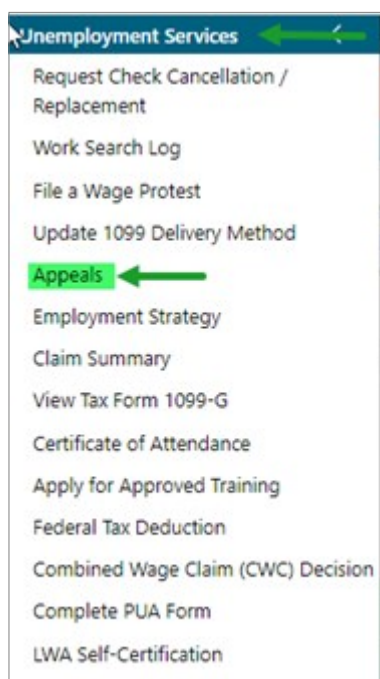 Unemployment Services
Request Check Cancellation /
Replacement
Work Search Log
File a Wage Protest
Update 1099 Delivery Method
Appeals
Employment Strategy
Claim Summary
View Tax Form 1099-G
Certificate of Attendance
Apply for Approved Training
Federal Tax Deduction
Combined Wage Claim (CWC) Decision
Complete PUA Form
LWA Self-Certification